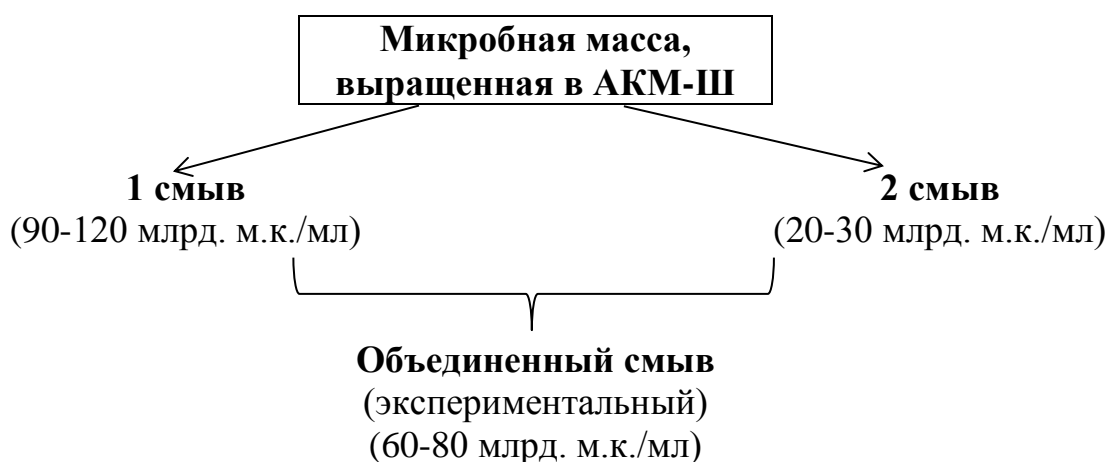 Микробная масса,
выращенная в АКМ-Ш
1 смыв
(90-120 млрд. м.к./мл)
2 смыв
(20-30 млрд. м.к./мл)
Объединенный смыв
(экспериментальный)
(60-80 млрд. м.к./мл)